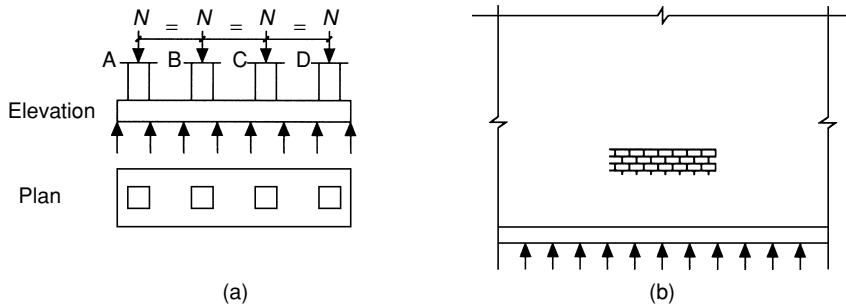 N = N = N = N
A B C D
Elevation
Plan
(a) (b)